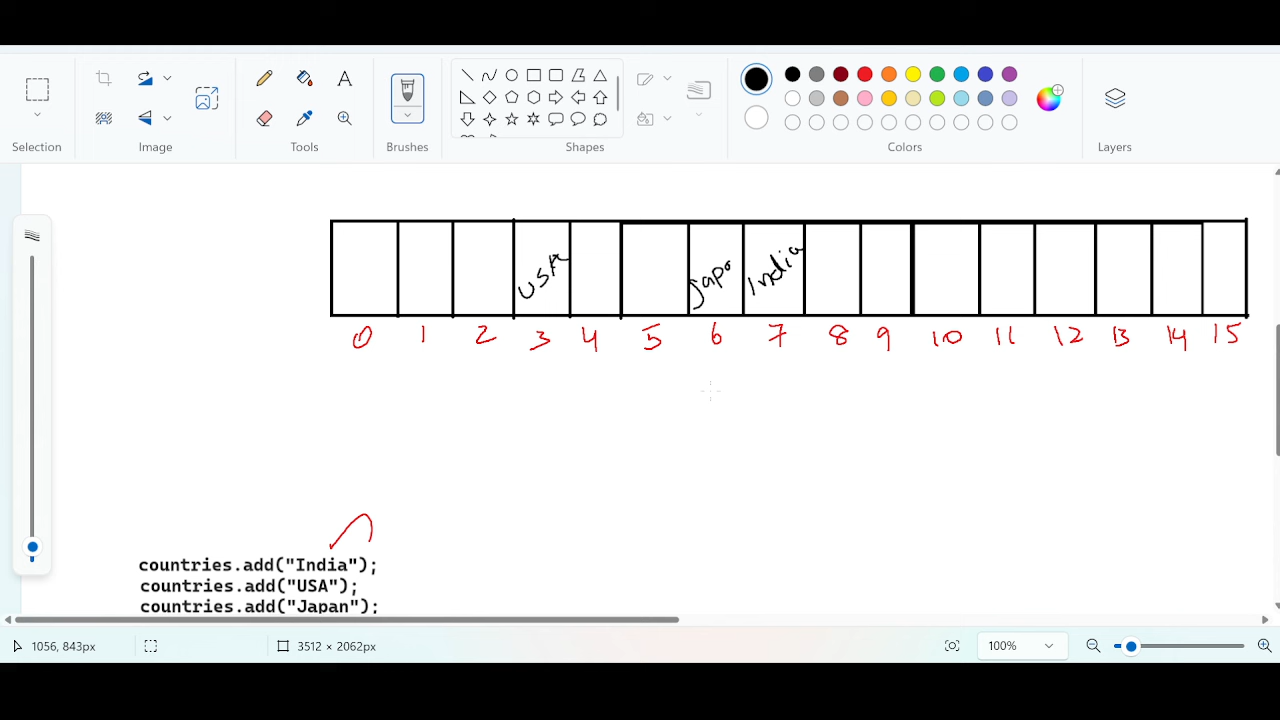 Selection
Image
Tools
Brushes
Shapes
Colors
Layers
USA
Japa
India
0 1 2 3 4 5 6 7 8 9 10 11 12 13 14 15
countries.add("India");
countries.add("USA");
countries.add("Japan");
1056, 843px
3512 × 2062px
100%